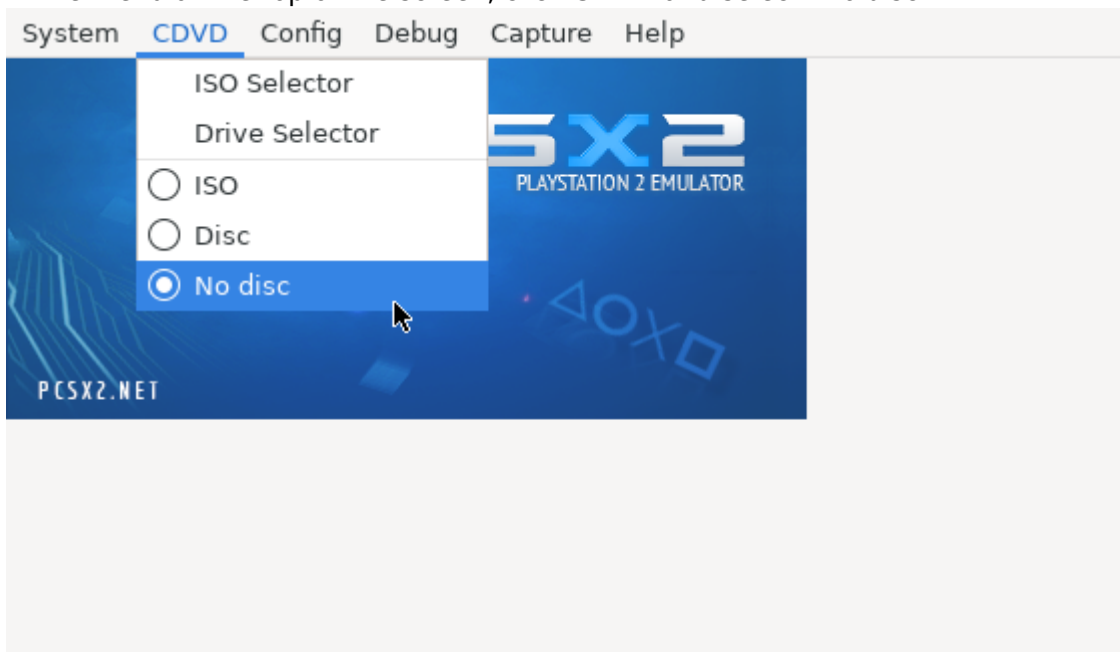 System CDVD Config Debug Capture Help
ISO Selector
Drive Selector
ISO
Disc
No disc
SX2
PLAYSTATION 2 EMULATOR
PCSX2.NET